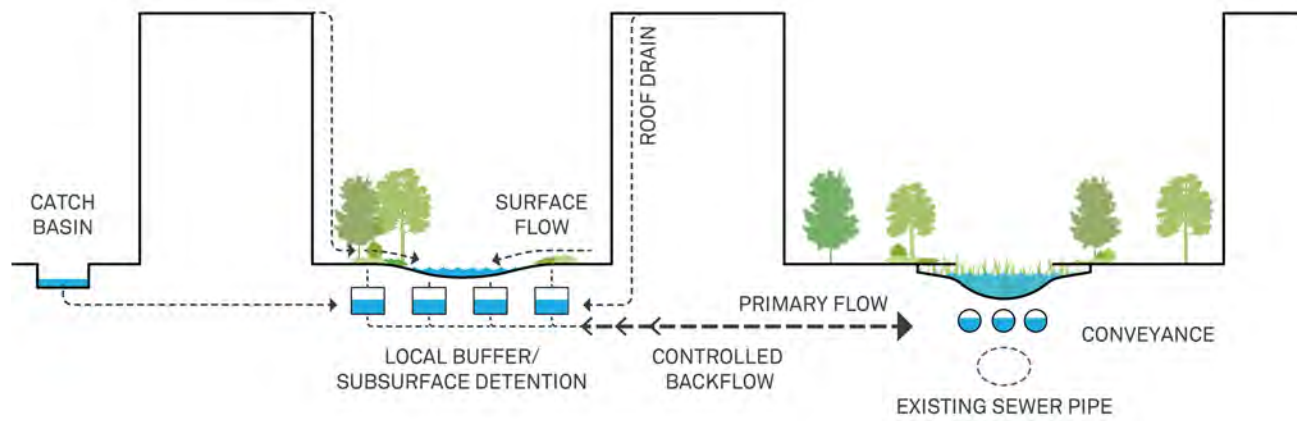 CATCH
BASIN
ROOF DRAIN
SURFACE
FLOW
LOCAL BUFFER/
SUBSURFACE DETENTION
PRIMARY FLOW
CONTROLLED
BACKFLOW
CONVEYANCE
EXISTING SEWER PIPE